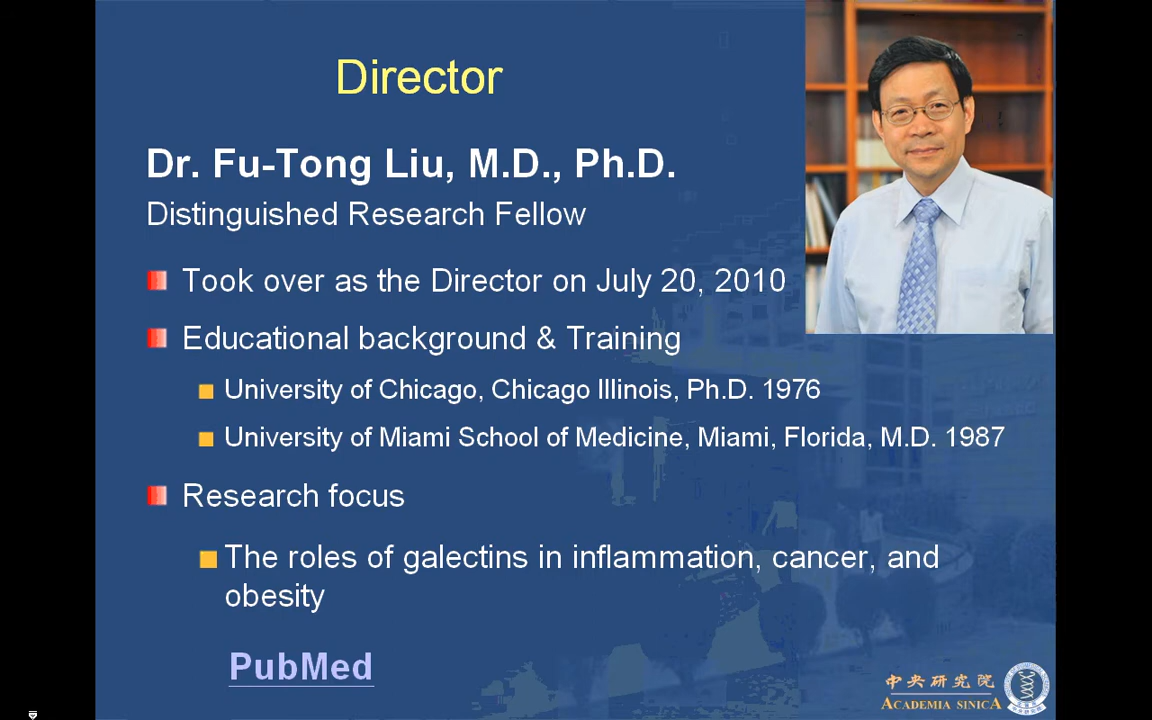 Director
Dr. Fu-Tong Liu, M.D., Ph.D.
Distinguished Research Fellow
Took over as the Director on July 20, 2010
Educational background & Training
University of Chicago, Chicago Illinois, Ph.D. 1976
University of Miami School of Medicine, Miami, Florida, M.D. 1987
Research focus
The roles of galectins in inflammation, cancer, and
obesity
PubMed
中央研究院
ACADEMIA SINICA